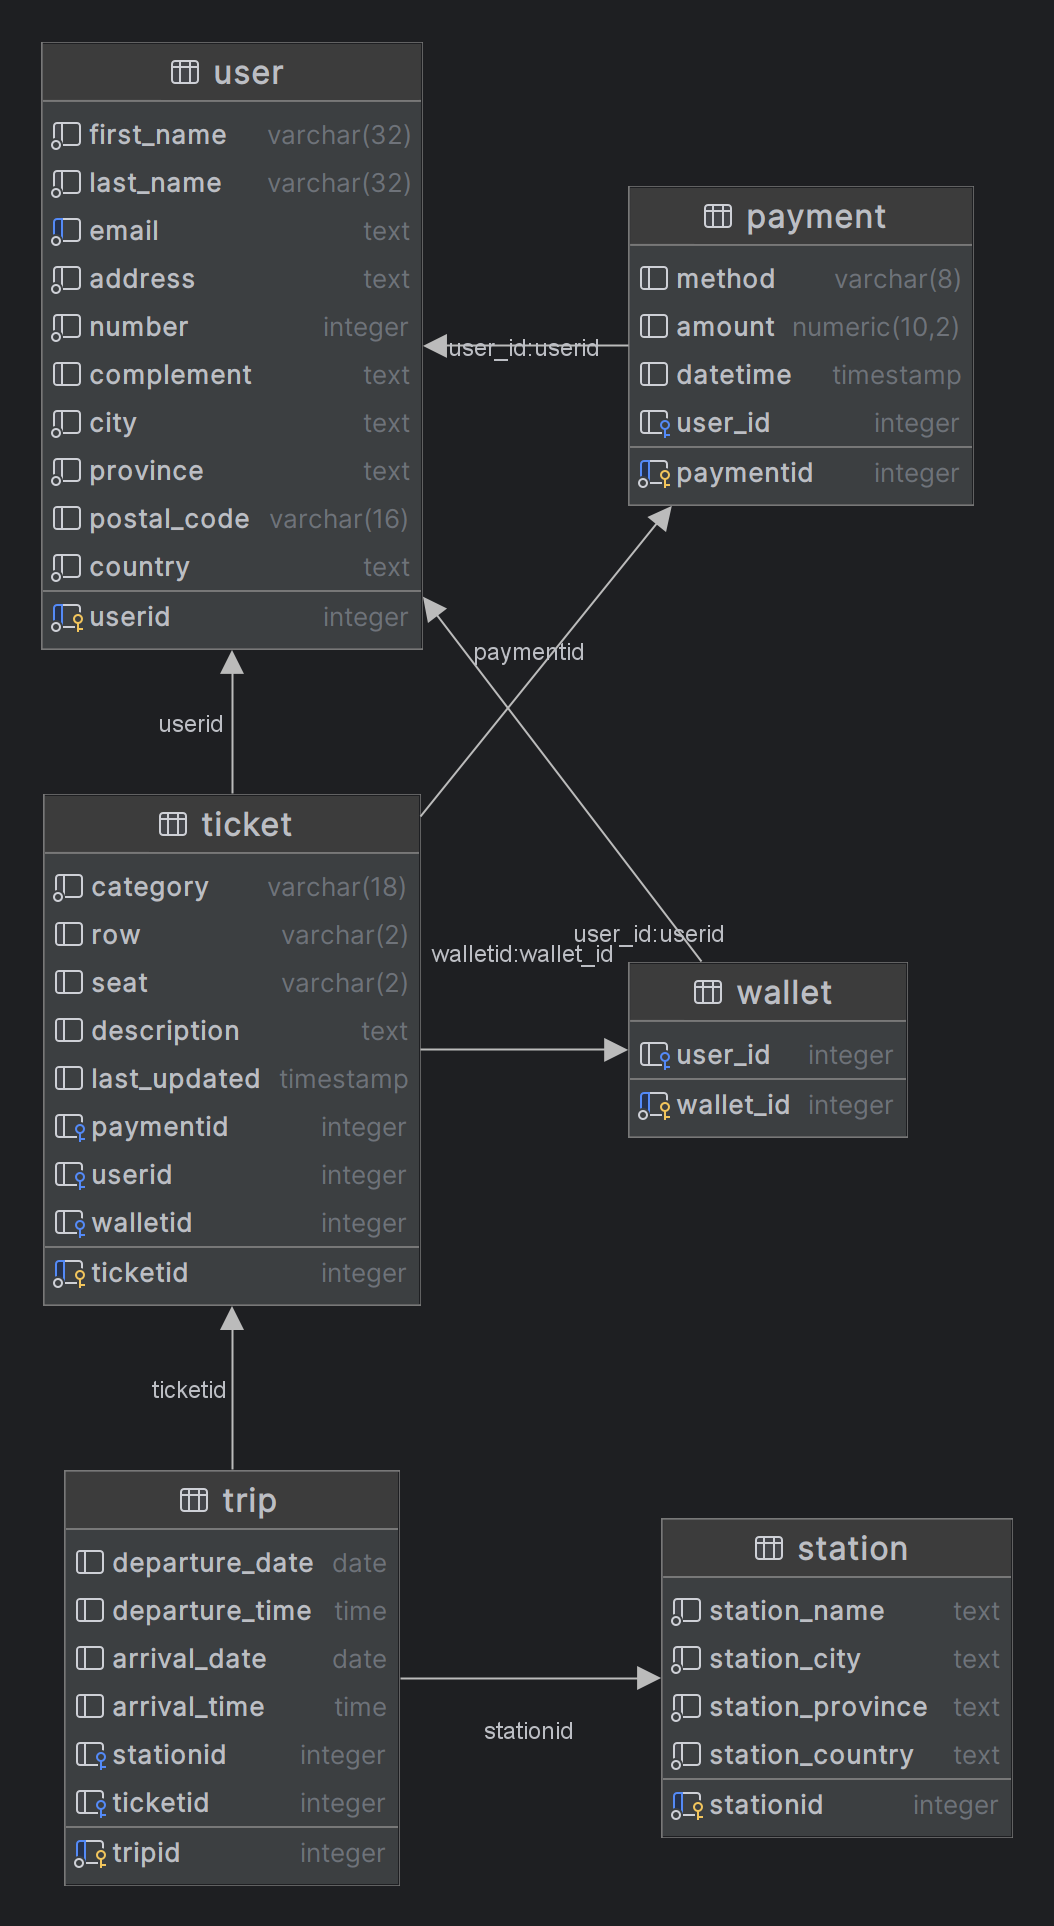 user
first_name varchar(32)
last_name varchar(32)
email text
address text
number integer
complement text
city text
province text
postal_code varchar(16)
country text
userid integer
payment
method varchar(8)
amount numeric(10,2)
datetime timestamp
user_id integer
paymentid integer
user_id:userid
paymentid
userid
user_id:userid
walletid:wallet_id
ticket
category varchar(18)
row varchar(2)
seat varchar(2)
description text
last_updated timestamp
paymentid integer
userid integer
walletid integer
ticketid integer
wallet
user_id integer
wallet_id integer
ticketid
trip
departure_date date
departure_time time
arrival_date date
arrival_time time
stationid integer
ticketid integer
tripid integer
stationid
station
station_name text
station_city text
station_province text
station_country text
stationid integer